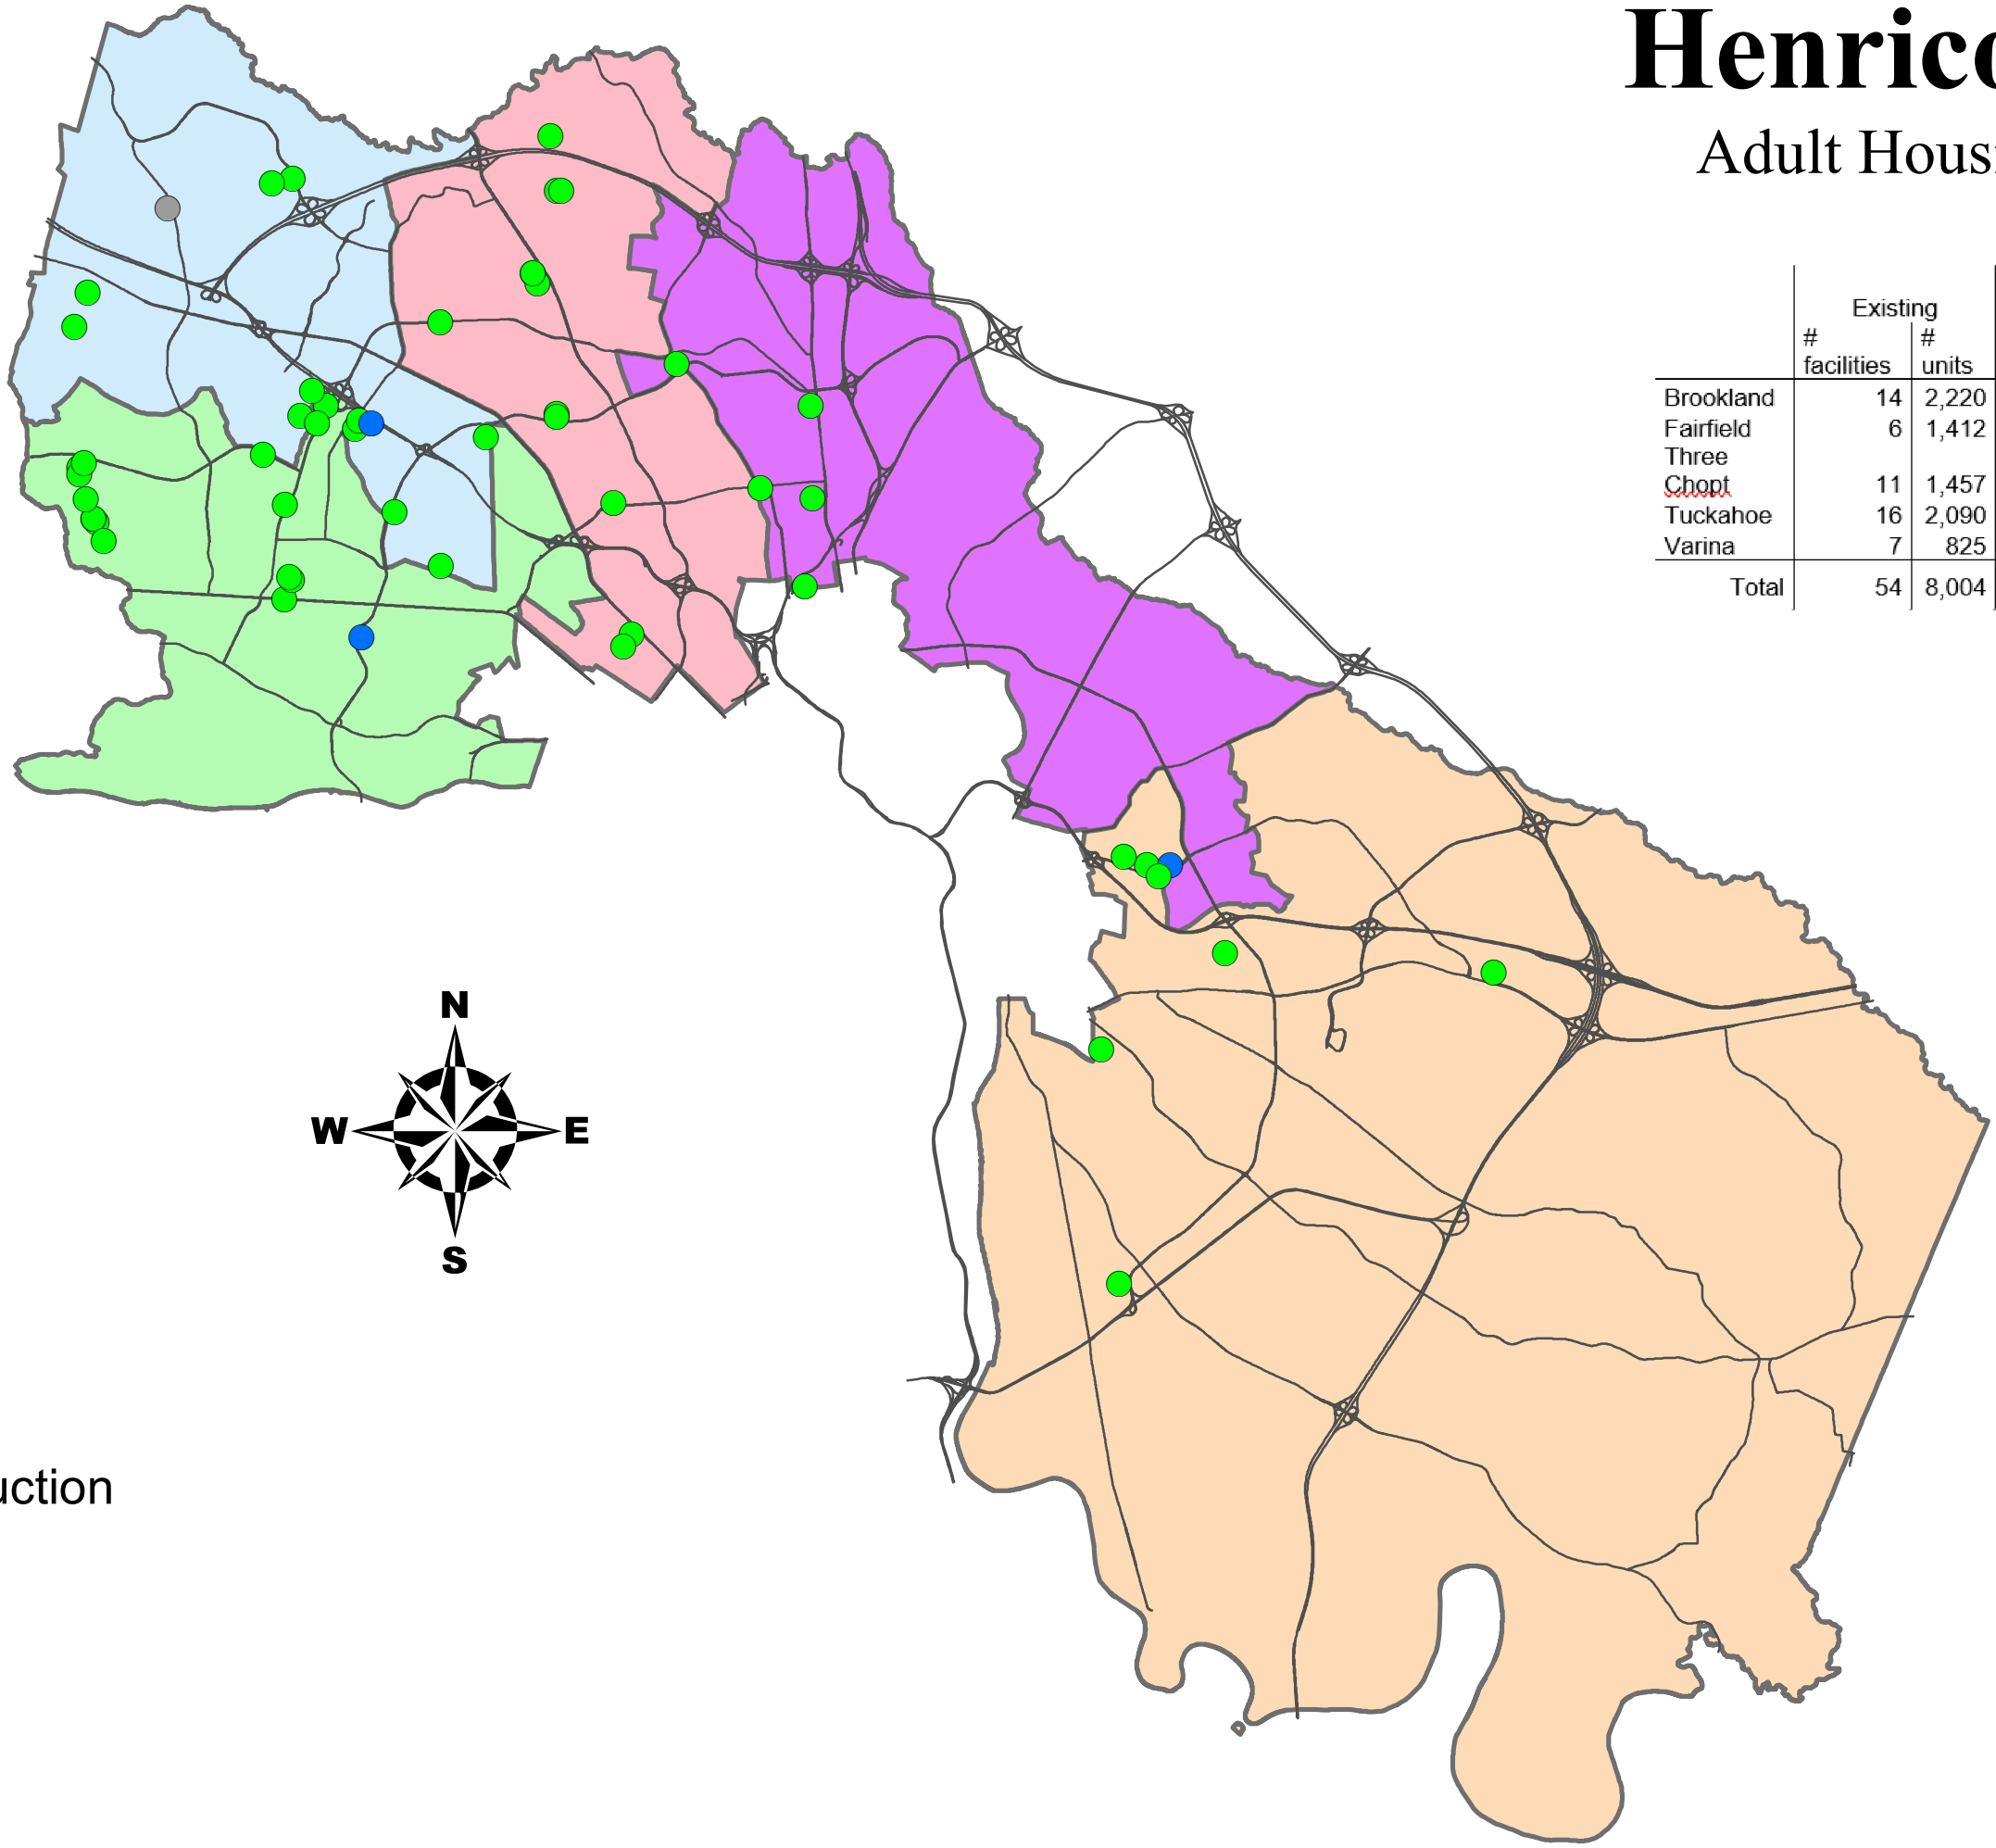 Henrico
Adult Hous
Existing
# facilities # units
Brookland 14 2,220
Fairfield 6 1,412
Three
Chopt 11 1,457
Tuckahoe 16 2,090
Varina 7 825
Total 54 8,004
N
W E
S
uction